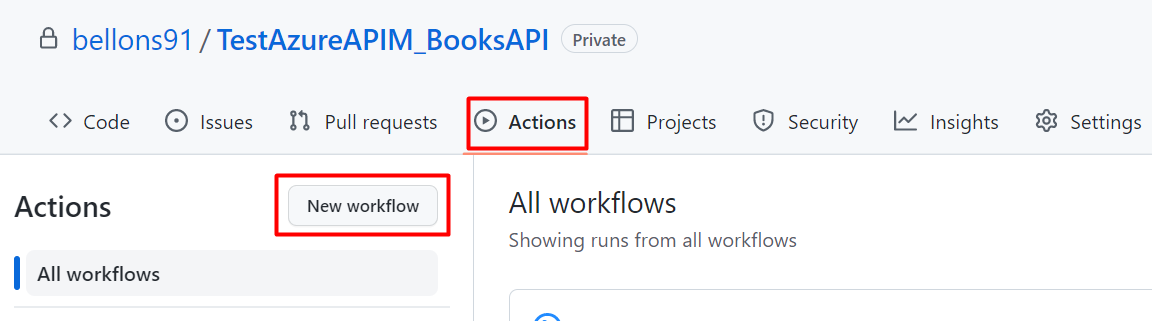 bellons91 / TestAzureAPIM_BooksAPI Private
Code Issues Pull requests Actions Projects Security Insights Settings
Actions New workflow
All workflows
All workflows
Showing runs from all workflows